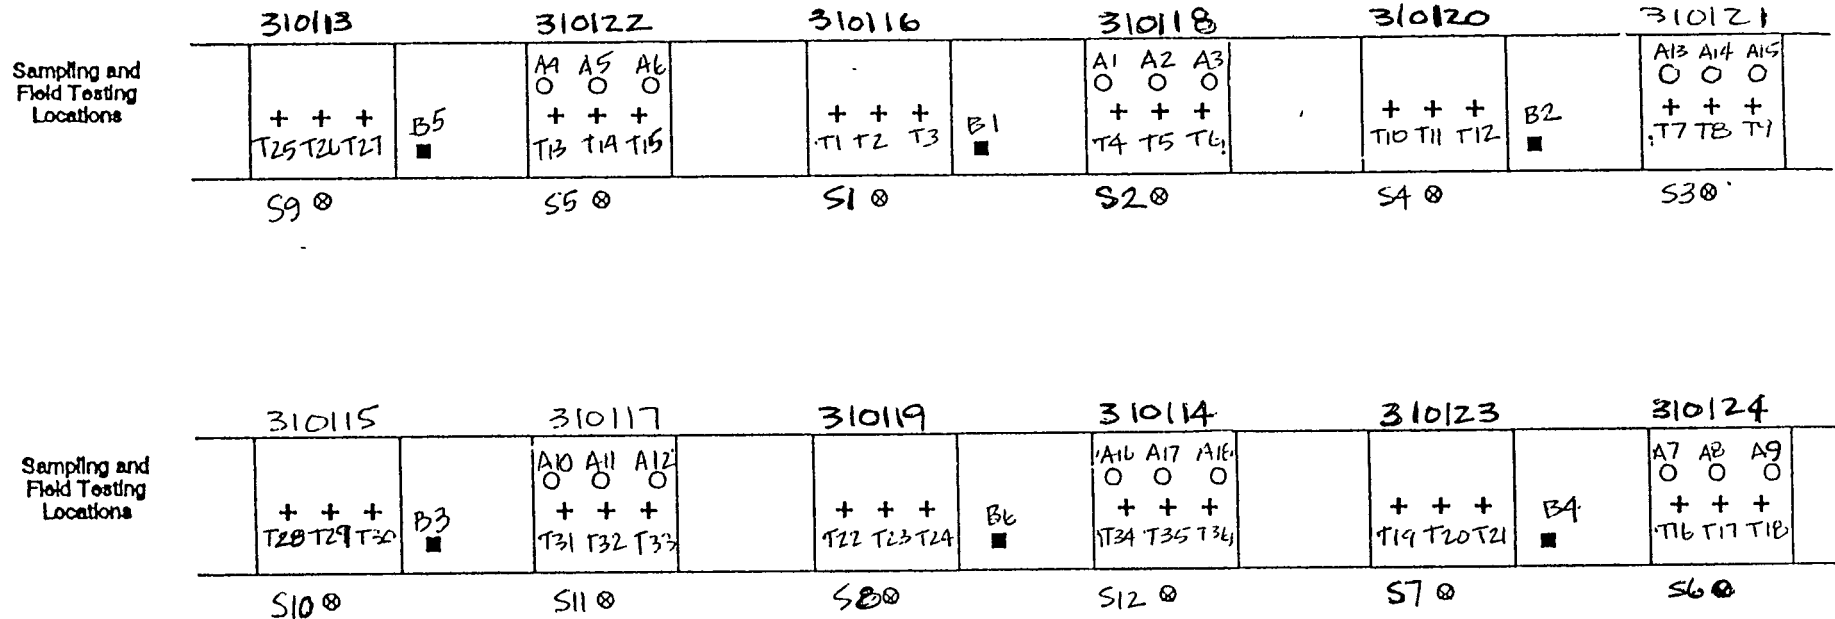 310113 310122 310116 310118 310120 310121
Sampling and
Field Testing
Locations
A4 A5 A6 A1 A2 A3 A13 A14 A15
B5 B1 B2
T25 T26 T27 T13 T14 T15 T1 T2 T3 T4 T5 T6 T10 T11 T12 T7 T8 T9
S9 S5 S1 S2 S4 S3
310115 310117 310119 310114 310123 310124
Sampling and
Field Testing
Locations
A10 A11 A12 A16 A17 A18 A7 A8 A9
B3 B6 B4
T28 T29 T30 T31 T32 T33 T22 T23 T24 T34 T35 T36 T19 T20 T21 T16 T17 T18
S10 S11 S8 S12 S7 S6